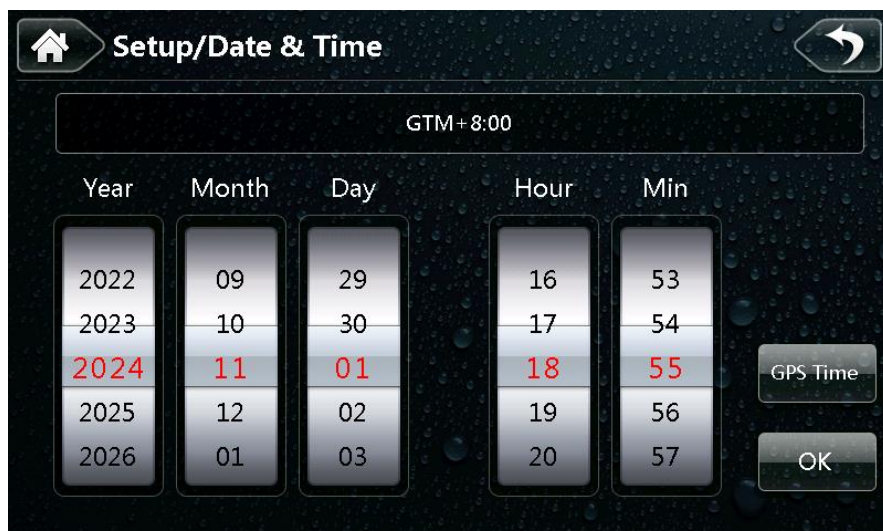 Setup/Date & Time
GTM+8:00
Year Month Day Hour Min
2022 09 29 16 53
2023 10 30 17 54
2024 11 01 18 55
GPS Time
2025 12 02 19 56
2026 01 03 20 57
OK